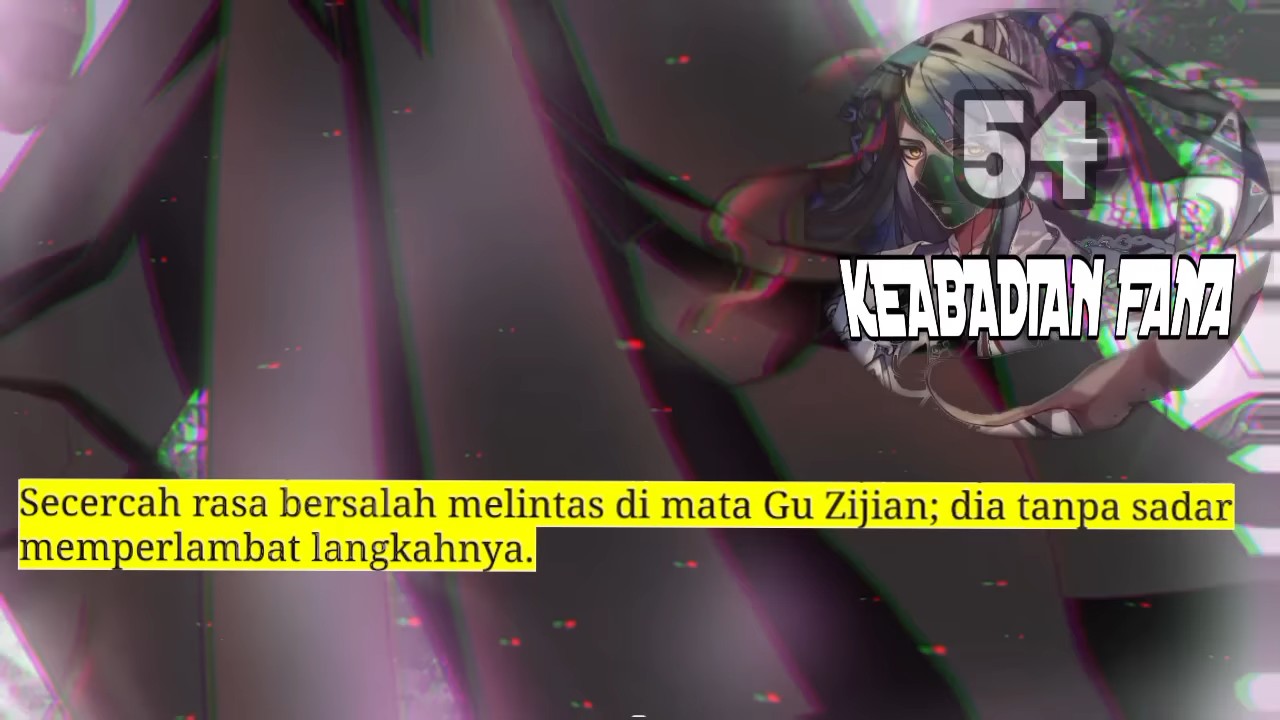 54
KEABADIAN FANA
Secercah rasa bersalah melintas di mata Gu Zijian; dia tanpa sadar
memperlambat langkahnya.